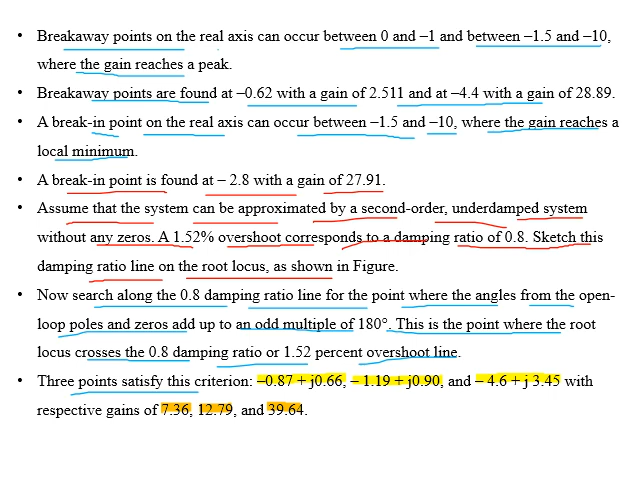 • Breakaway points on the real axis can occur between 0 and –1 and between –1.5 and –10,
where the gain reaches a peak.
• Breakaway points are found at –0.62 with a gain of 2.511 and at –4.4 with a gain of 28.89.
• A break-in point on the real axis can occur between –1.5 and –10, where the gain reaches a
local minimum.
• A break-in point is found at – 2.8 with a gain of 27.91.
• Assume that the system can be approximated by a second-order, underdamped system
without any zeros. A 1.52% overshoot corresponds to a damping ratio of 0.8. Sketch this
damping ratio line on the root locus, as shown in Figure.
• Now search along the 0.8 damping ratio line for the point where the angles from the open-
loop poles and zeros add up to an odd multiple of 180°. This is the point where the root
locus crosses the 0.8 damping ratio or 1.52 percent overshoot line.
• Three points satisfy this criterion: –0.87 + j0.66, – 1.19 + j0.90, and – 4.6 + j 3.45 with
respective gains of 7.36, 12.79, and 39.64.